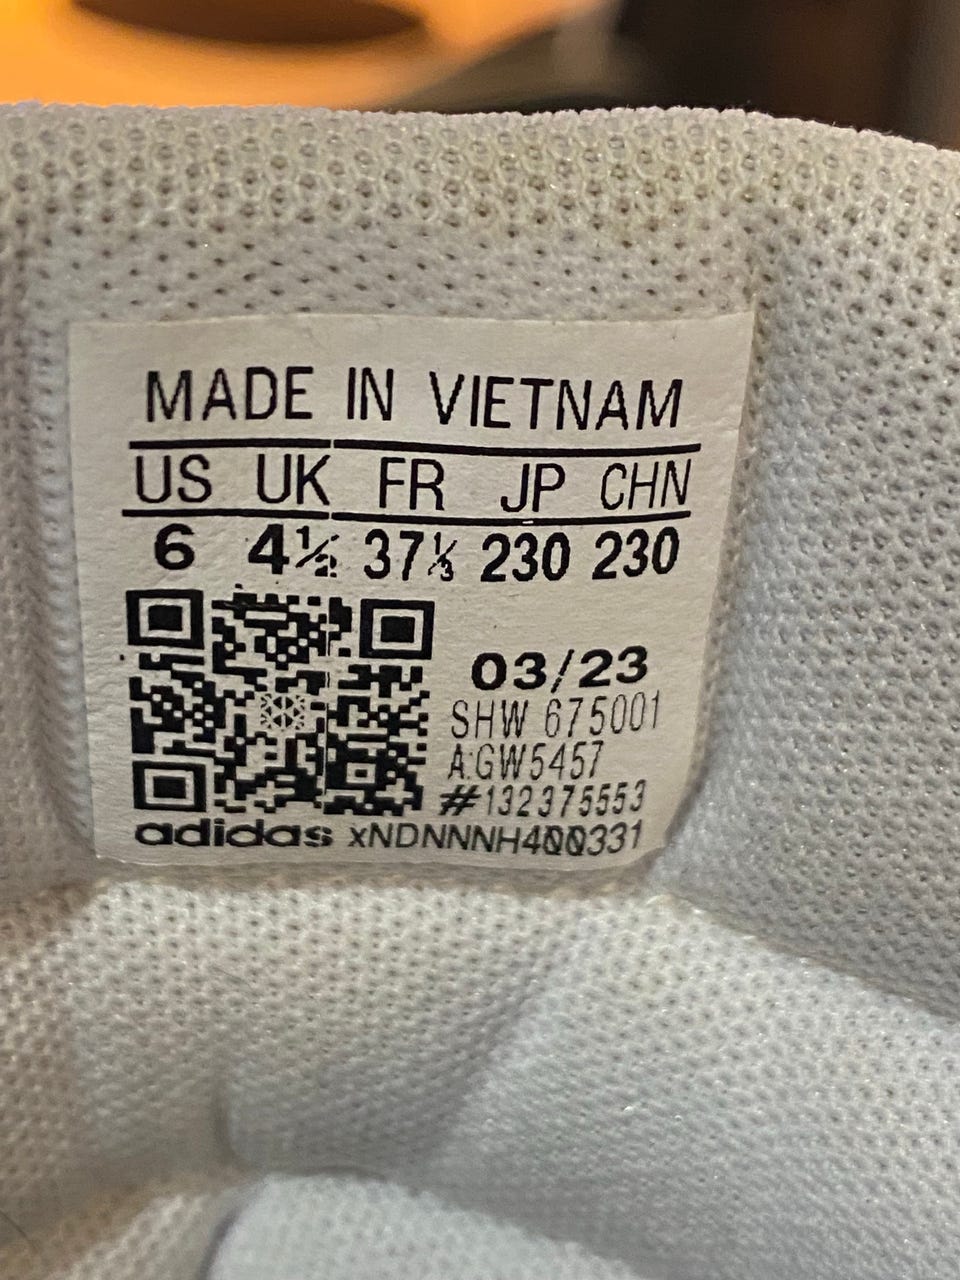 MADE IN VIETNAM
US UK FR JP CHN
6 4½ 37⅓ 230 230
03/23
SHW 675001
A:GW5457
#132375553
adidas xNDNNNH400331